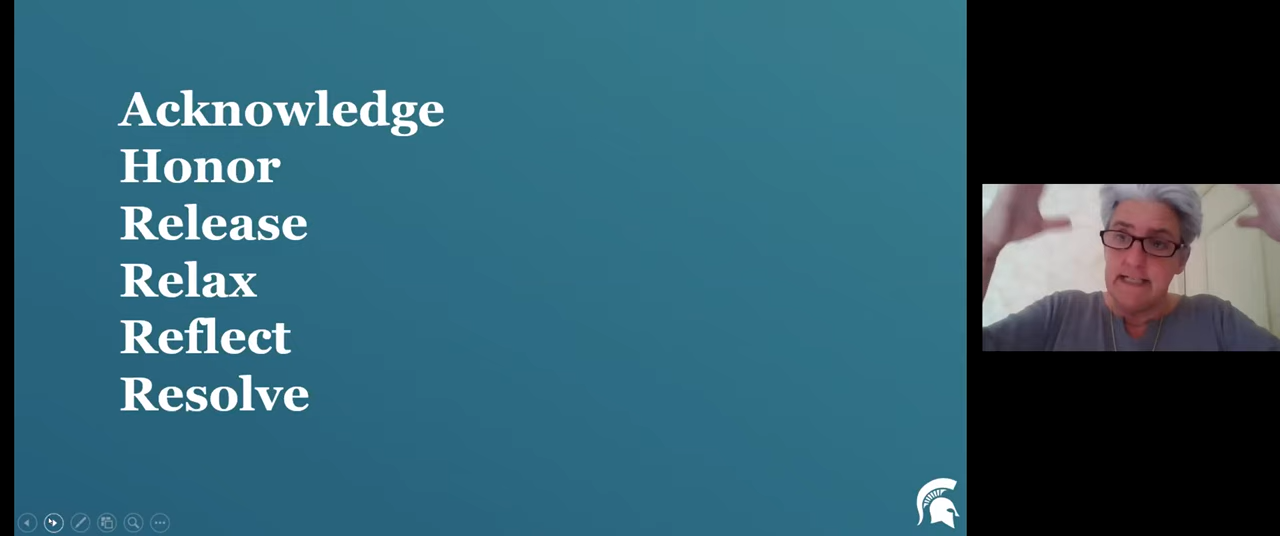 Acknowledge
Honor
Release
Relax
Reflect
Resolve